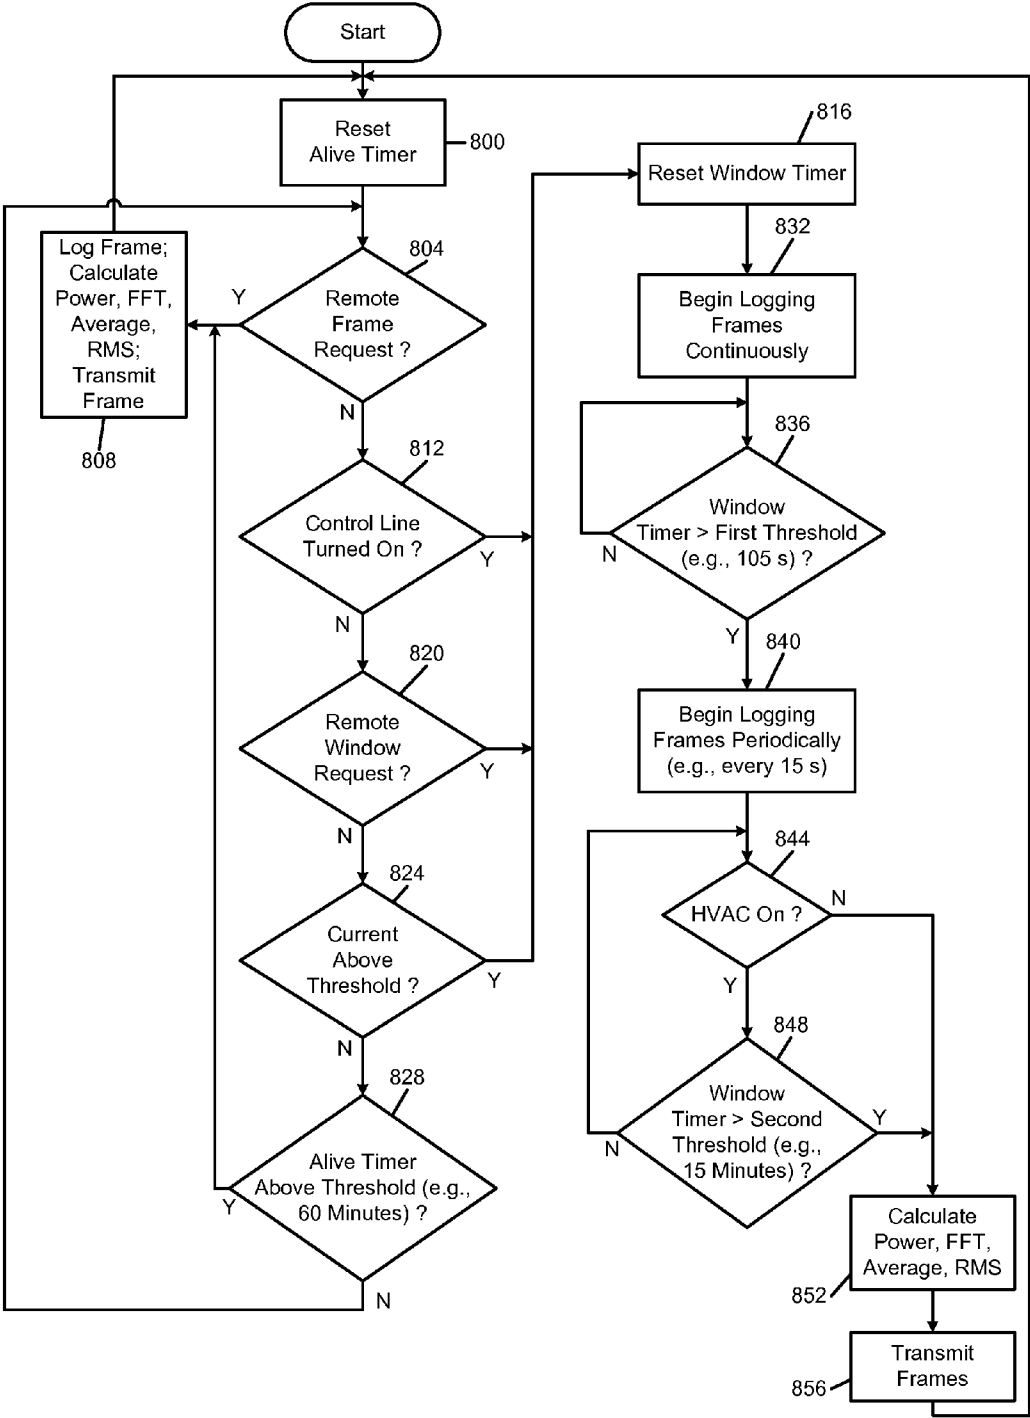 Start
Reset
Alive Timer
800
816
Reset Window Timer
Log Frame;
Calculate
Power, FFT,
Average,
RMS;
Transmit
Frame
808
804
Y
Remote
Frame
Request ?
N
832
Begin Logging
Frames
Continuously
812
Control Line
Turned On ?
Y
N
836
Window
Timer > First Threshold
(e.g., 105 s) ?
N
Y
820
Remote
Window
Request ?
Y
N
840
Begin Logging
Frames Periodically
(e.g., every 15 s)
824
Current
Above
Threshold ?
Y
N
844
HVAC On ?
N
Y
828
Alive Timer
Above Threshold (e.g.,
60 Minutes) ?
Y
N
848
Window
Timer > Second
Threshold (e.g.,
15 Minutes) ?
Y
N
Calculate
Power, FFT,
Average, RMS
852
Transmit
Frames
856